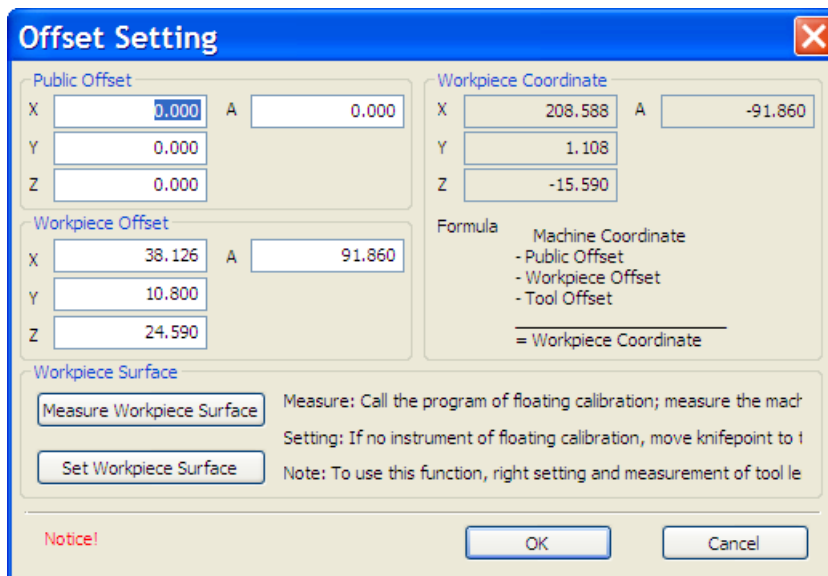 Offset Setting
Public Offset
X 0.000 A 0.000
Y 0.000
Z 0.000
Workpiece Offset
X 38.126 A 91.860
Y 10.800
Z 24.590
Workpiece Coordinate
X 208.588 A -91.860
Y 1.108
Z -15.590
Formula
Machine Coordinate
- Public Offset
- Workpiece Offset
- Tool Offset
= Workpiece Coordinate
Workpiece Surface
Measure Workpiece Surface
Measure: Call the program of floating calibration; measure the mach
Setting: If no instrument of floating calibration, move knifepoint to t
Set Workpiece Surface
Note: To use this function, right setting and measurement of tool le
Notice!
OK
Cancel